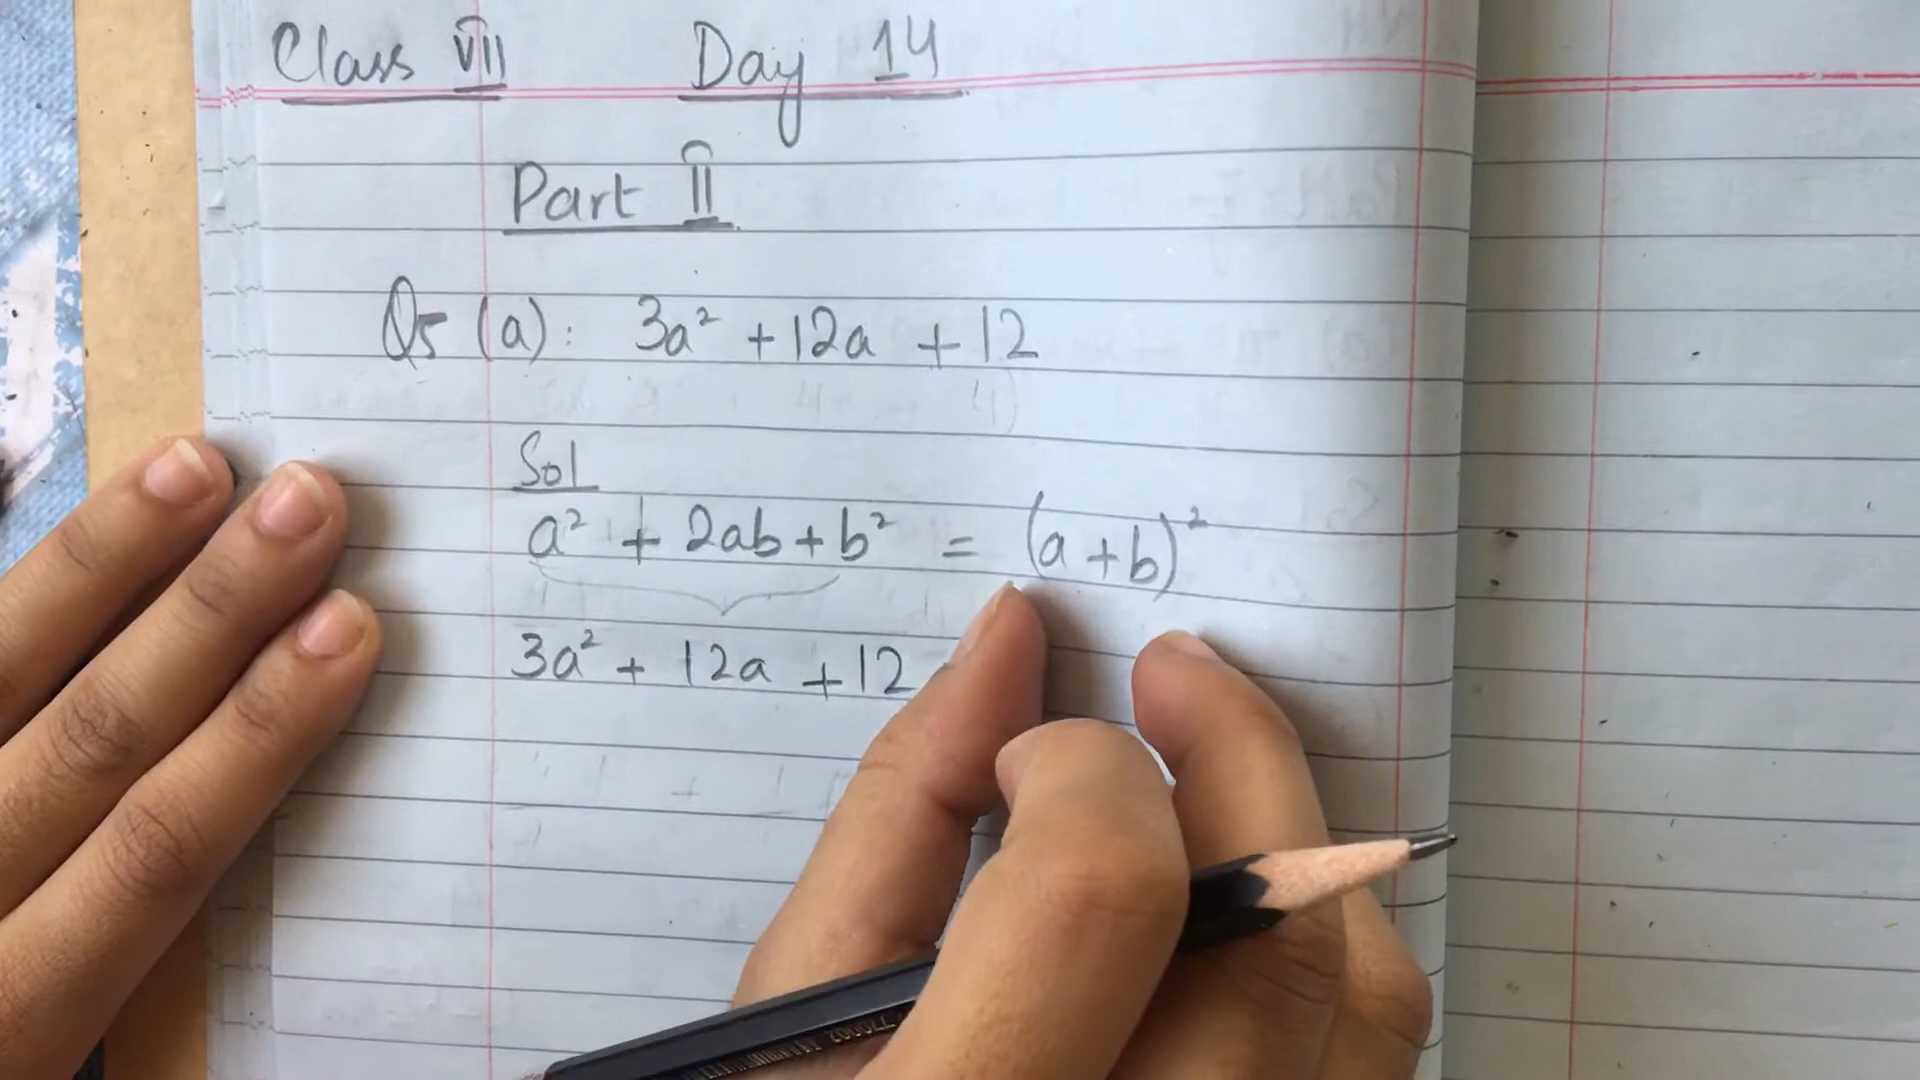 Class VII Day 14
Part II
Q5 (a): 3a² + 12a + 12
Sol
a² + 2ab + b² = (a + b)²
3a² + 12a + 12